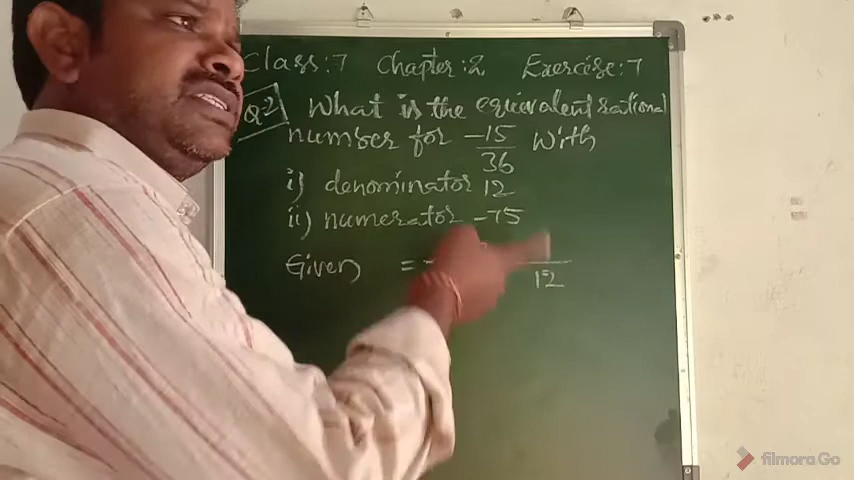 Class:7 Chapter:2 Exercise:7
Q2 What is the equivalent rational
number for -15/36 with
i) denominator 12
ii) numerator -75
Given =
12
filmora Go